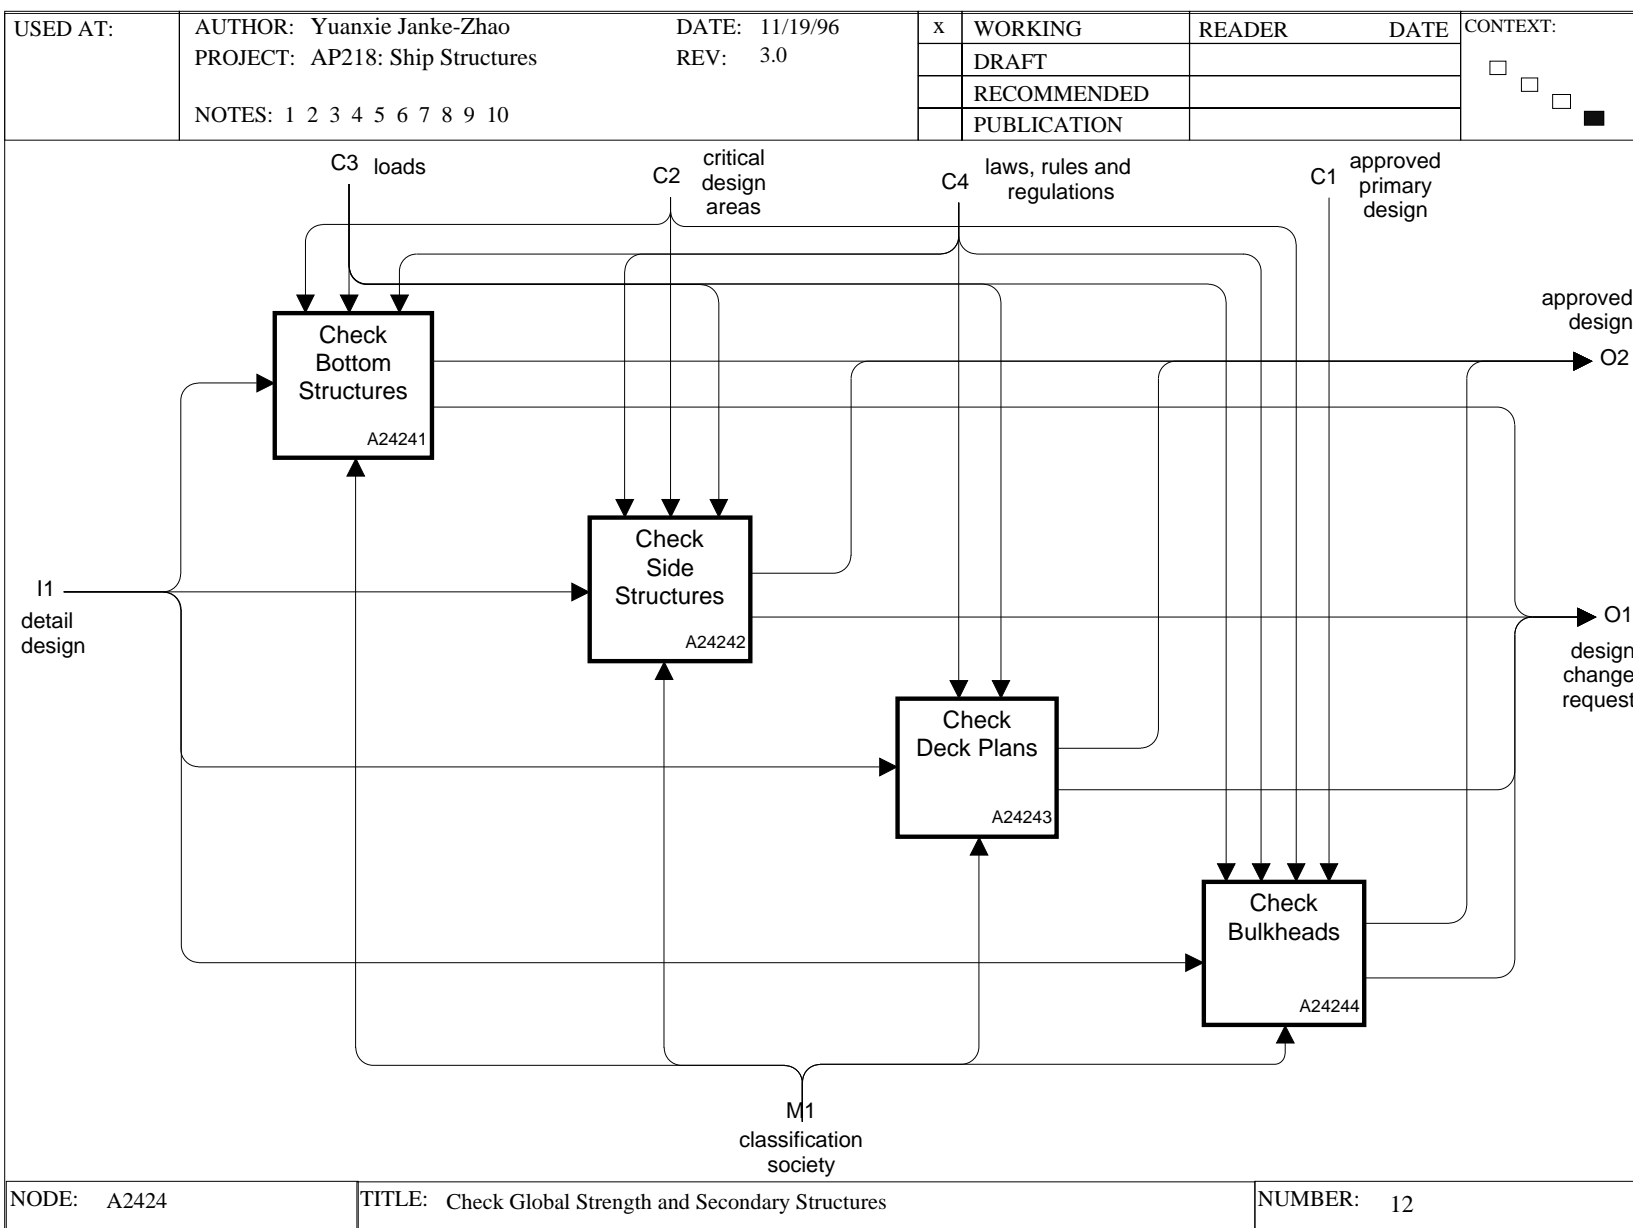 USED AT:
AUTHOR: Yuanxie Janke-Zhao DATE: 11/19/96
PROJECT: AP218: Ship Structures REV: 3.0
NOTES: 1 2 3 4 5 6 7 8 9 10
x WORKING
DRAFT
RECOMMENDED
PUBLICATION
READER DATE
CONTEXT:
C3 loads
C2 critical
design
areas
C4 laws, rules and
regulations
C1 approved
primary
design
Check
Bottom
Structures
A24241
approved
design
O2
Check
Side
Structures
A24242
I1
detail
design
O1
design
change
request
Check
Deck Plans
A24243
Check
Bulkheads
A24244
M1
classification
society
NODE: A2424
TITLE: Check Global Strength and Secondary Structures
NUMBER: 12